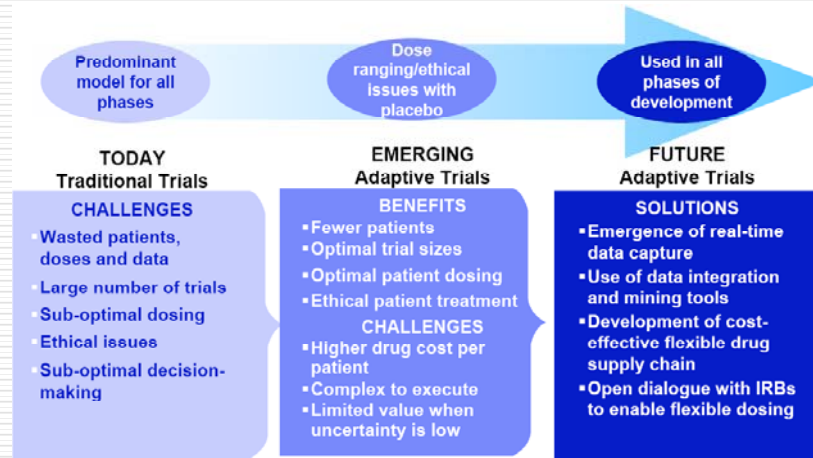 Predominant
model for all
phases
Dose
ranging/ethical
issues with
placebo
Used in all
phases of
development
TODAY
Traditional Trials
CHALLENGES
▪Wasted patients,
doses and data
▪Large number of trials
▪Sub-optimal dosing
▪Ethical issues
▪Sub-optimal decision-
making
EMERGING
Adaptive Trials
BENEFITS
▪Fewer patients
▪Optimal trial sizes
▪Optimal patient dosing
▪Ethical patient treatment
CHALLENGES
▪Higher drug cost per
patient
▪Complex to execute
▪Limited value when
uncertainty is low
FUTURE
Adaptive Trials
SOLUTIONS
▪Emergence of real-time
data capture
▪Use of data integration
and mining tools
▪Development of cost-
effective flexible drug
supply chain
▪Open dialogue with IRBs
to enable flexible dosing